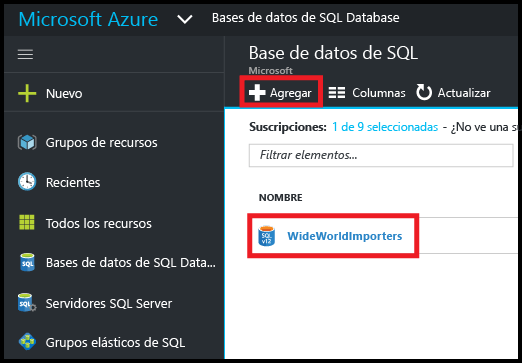 Microsoft Azure
Bases de datos de SQL Database
Nuevo
Grupos de recursos
Recientes
Todos los recursos
Bases de datos de SQL Data...
Servidores SQL Server
Grupos elásticos de SQL
Base de datos de SQL
Microsoft
Agregar
Columnas
Actualizar
Suscripciones: 1 de 9 seleccionadas - ¿No ve una su
Filtrar elementos...
NOMBRE
SQL
v12
WideWorldImporters